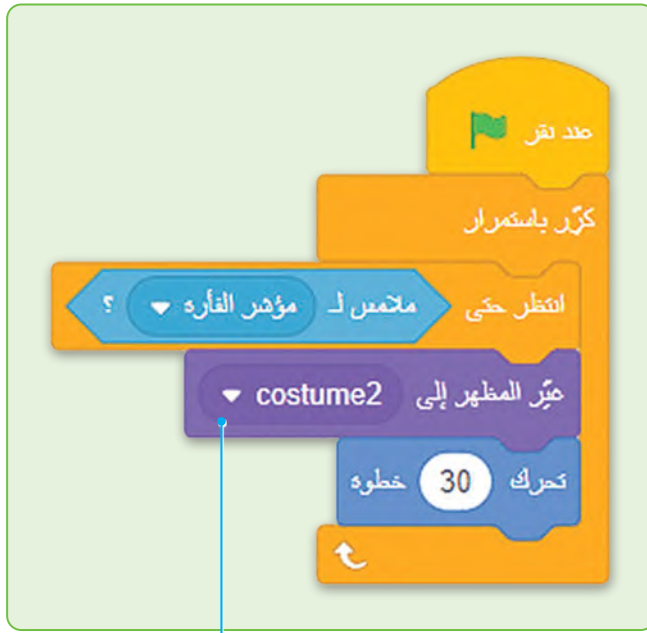 عند نقر
كرّر باستمرار
انتظر حتى ملامس لـ مؤشر الفأرة ؟
غيّر المظهر إلى costume2
تحرك 30 خطوة